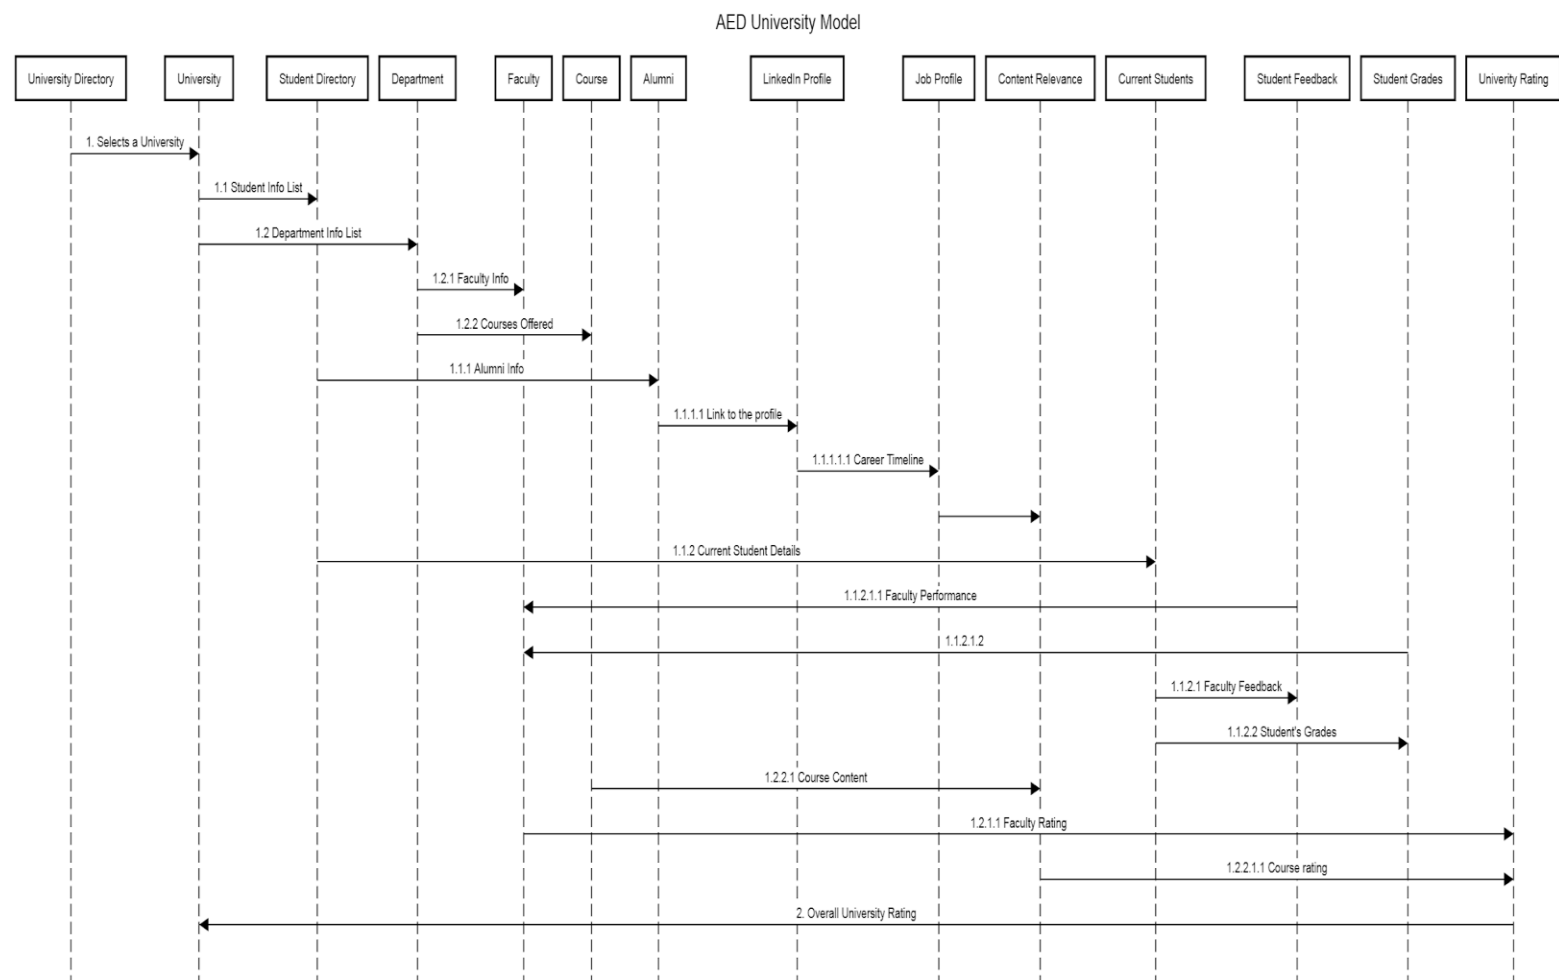 AED University Model
University Directory
University
Student Directory
Department
Faculty
Course
Alumni
LinkedIn Profile
Job Profile
Content Relevance
Current Students
Student Feedback
Student Grades
Univerity Rating
1. Selects a University
1.1 Student Info List
1.2 Department Info List
1.2.1 Faculty Info
1.2.2 Courses Offered
1.1.1 Alumni Info
1.1.1.1 Link to the profile
1.1.1.1.1 Career Timeline
1.1.2 Current Student Details
1.1.2.1.1 Faculty Performance
1.1.2.1.2
1.1.2.1 Faculty Feedback
1.1.2.2 Student's Grades
1.2.2.1 Course Content
1.2.1.1 Faculty Rating
1.2.2.1.1 Course rating
2. Overall University Rating